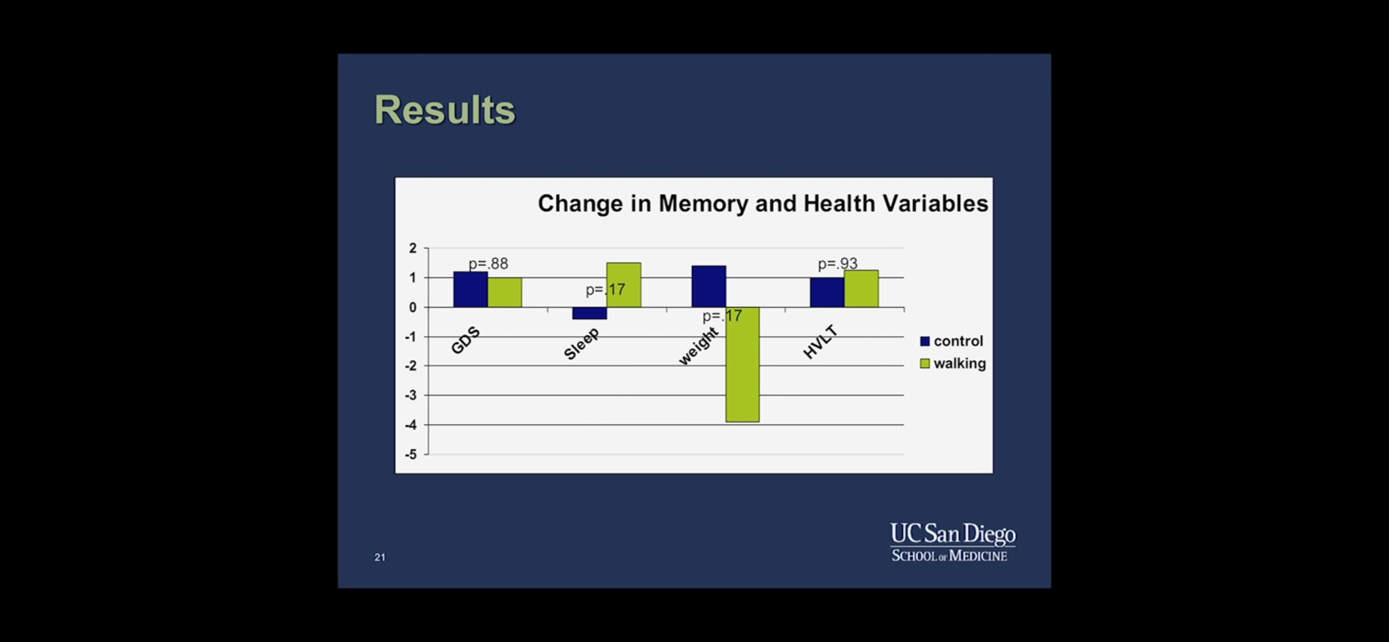 Results
Change in Memory and Health Variables
2
1
0
-1
-2
-3
-4
-5
p=.88
p=.17
p=.17
p=.93
GDS
Sleep
weight
HVLT
control
walking
21
UC San Diego
SCHOOL OF MEDICINE